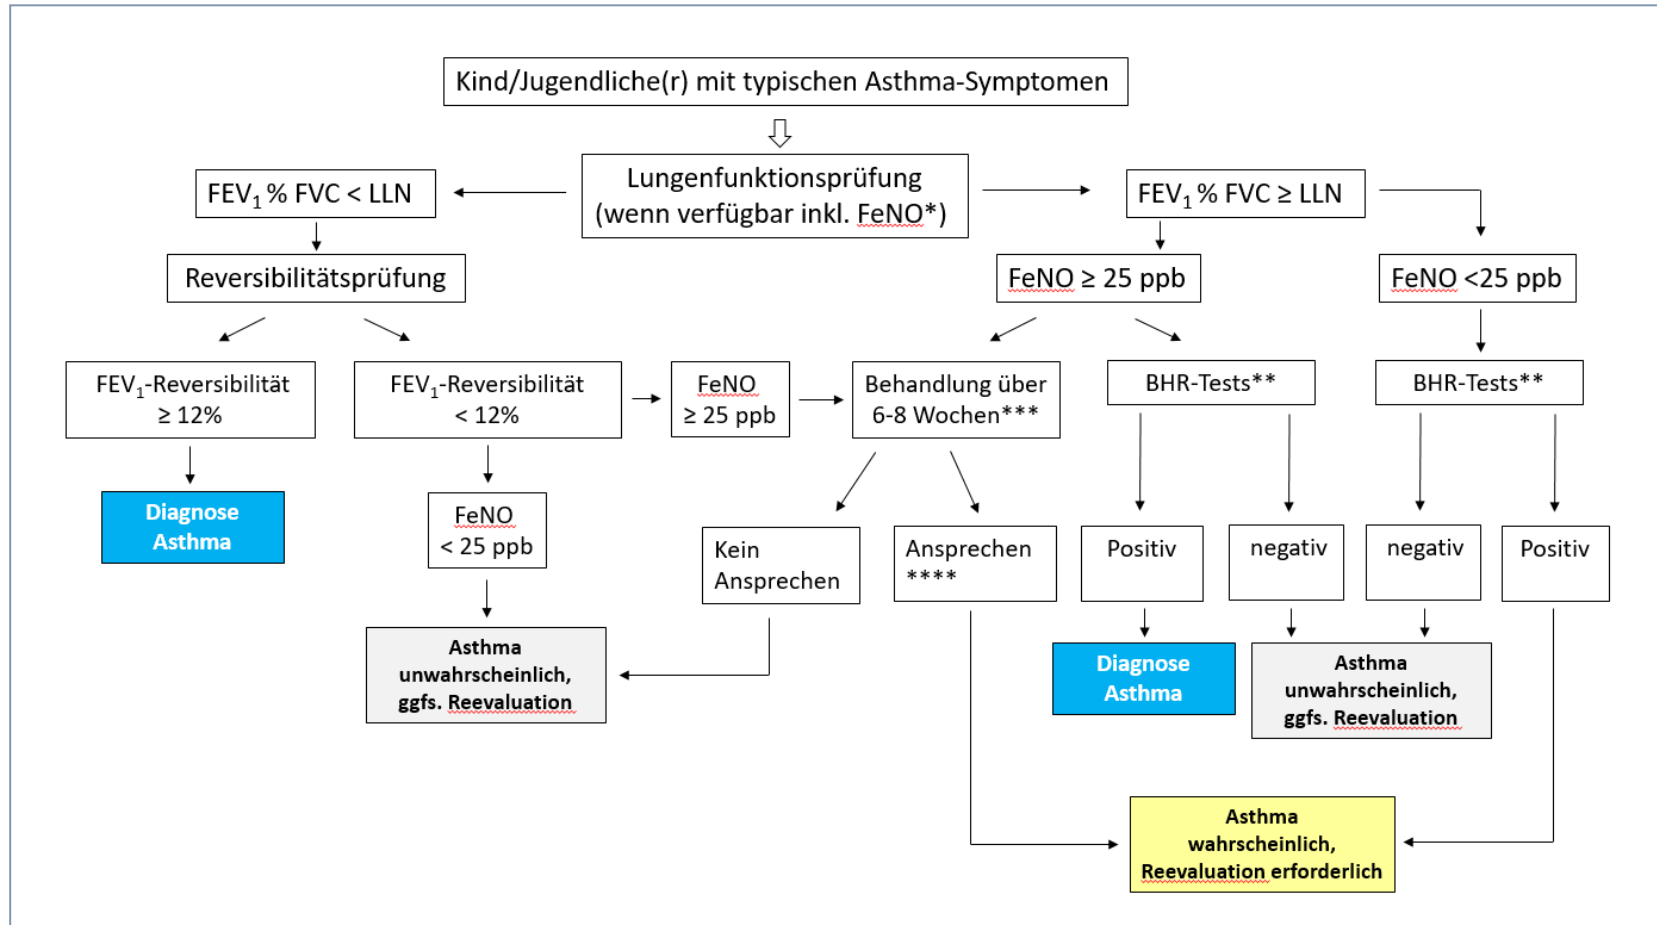 Kind/Jugendliche(r) mit typischen Asthma-Symptomen
Lungenfunktionsprüfung
(wenn verfügbar inkl. FeNO*)
FEV₁ % FVC < LLN
FEV₁ % FVC ≥ LLN
Reversibilitätsprüfung
FeNO ≥ 25 ppb
FeNO <25 ppb
FEV₁-Reversibilität
≥ 12%
FEV₁-Reversibilität
< 12%
FeNO
≥ 25 ppb
Behandlung über
6-8 Wochen***
BHR-Tests**
BHR-Tests**
Diagnose
Asthma
FeNO
< 25 ppb
Kein
Ansprechen
Ansprechen
****
Positiv
negativ
negativ
Positiv
Asthma
unwahrscheinlich,
ggfs. Reevaluation
Diagnose
Asthma
Asthma
unwahrscheinlich,
ggfs. Reevaluation
Asthma
wahrscheinlich,
Reevaluation erforderlich